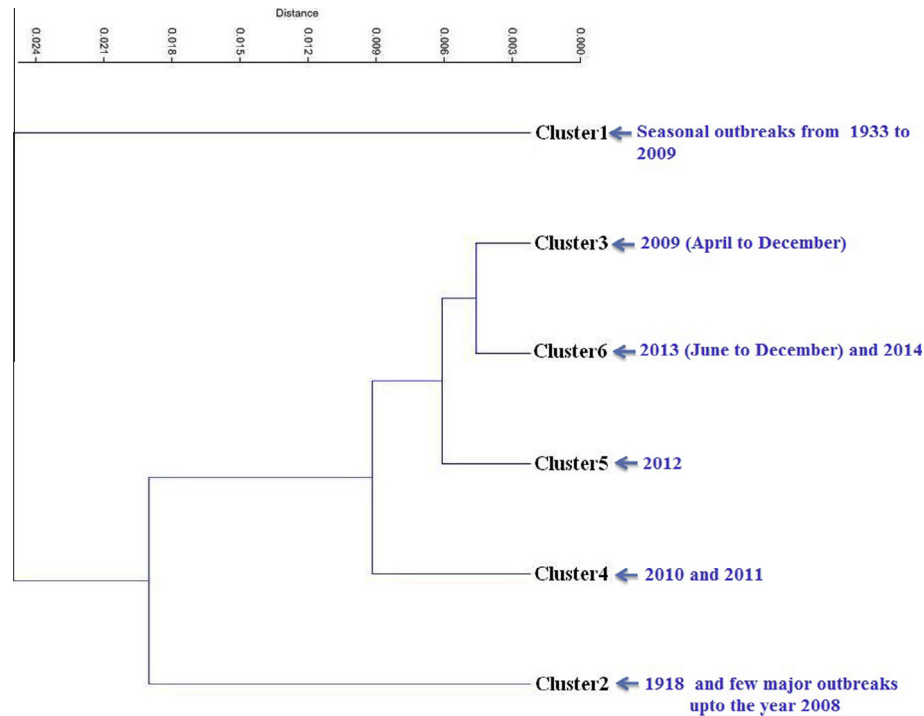 Distance
0.024 0.021 0.018 0.015 0.012 0.009 0.006 0.003 0.000
Cluster1 Seasonal outbreaks from 1933 to
2009
Cluster3 2009 (April to December)
Cluster6 2013 (June to December) and 2014
Cluster5 2012
Cluster4 2010 and 2011
Cluster2 1918 and few major outbreaks
upto the year 2008